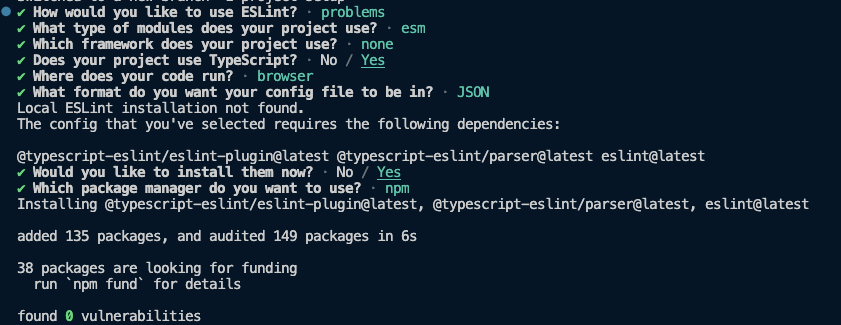 ✔ How would you like to use ESLint? · problems
✔ What type of modules does your project use? · esm
✔ Which framework does your project use? · none
✔ Does your project use TypeScript? · No / Yes
✔ Where does your code run? · browser
✔ What format do you want your config file to be in? · JSON
Local ESLint installation not found.
The config that you've selected requires the following dependencies:

@typescript-eslint/eslint-plugin@latest @typescript-eslint/parser@latest eslint@latest
✔ Would you like to install them now? · No / Yes
✔ Which package manager do you want to use? · npm
Installing @typescript-eslint/eslint-plugin@latest, @typescript-eslint/parser@latest, eslint@latest

added 135 packages, and audited 149 packages in 6s

38 packages are looking for funding
  run `npm fund` for details

found 0 vulnerabilities